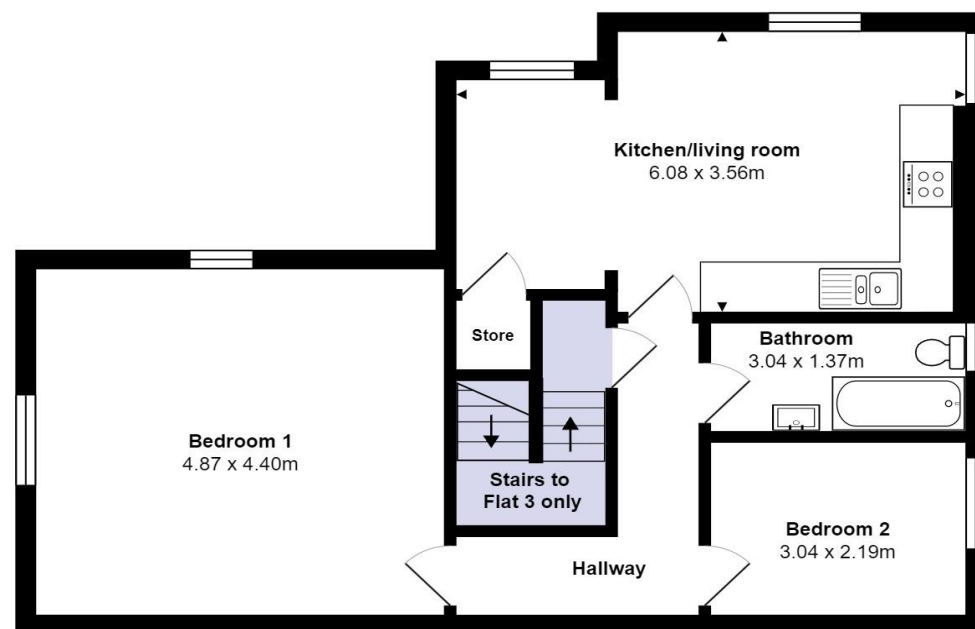 Kitchen/living room
6.08 x 3.56m
Store
Bathroom
3.04 x 1.37m
Bedroom 1
4.87 x 4.40m
Stairs to
Flat 3 only
Bedroom 2
3.04 x 2.19m
Hallway